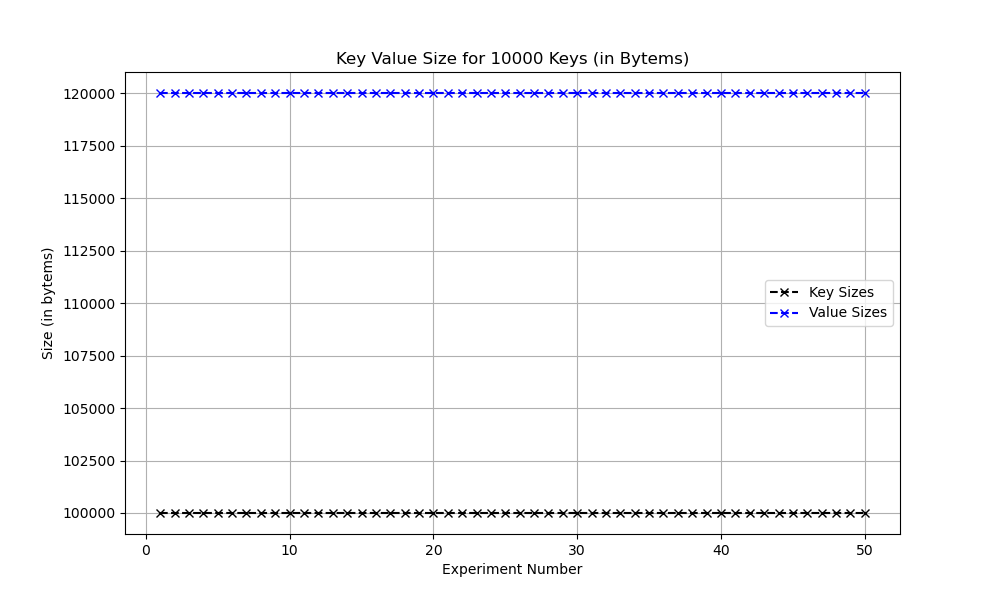 Key Value Size for 10000 Keys (in Bytems)
120000
117500
115000
112500
110000
107500
105000
102500
100000
Size (in bytems)
Key Sizes
Value Sizes
0 10 20 30 40 50
Experiment Number